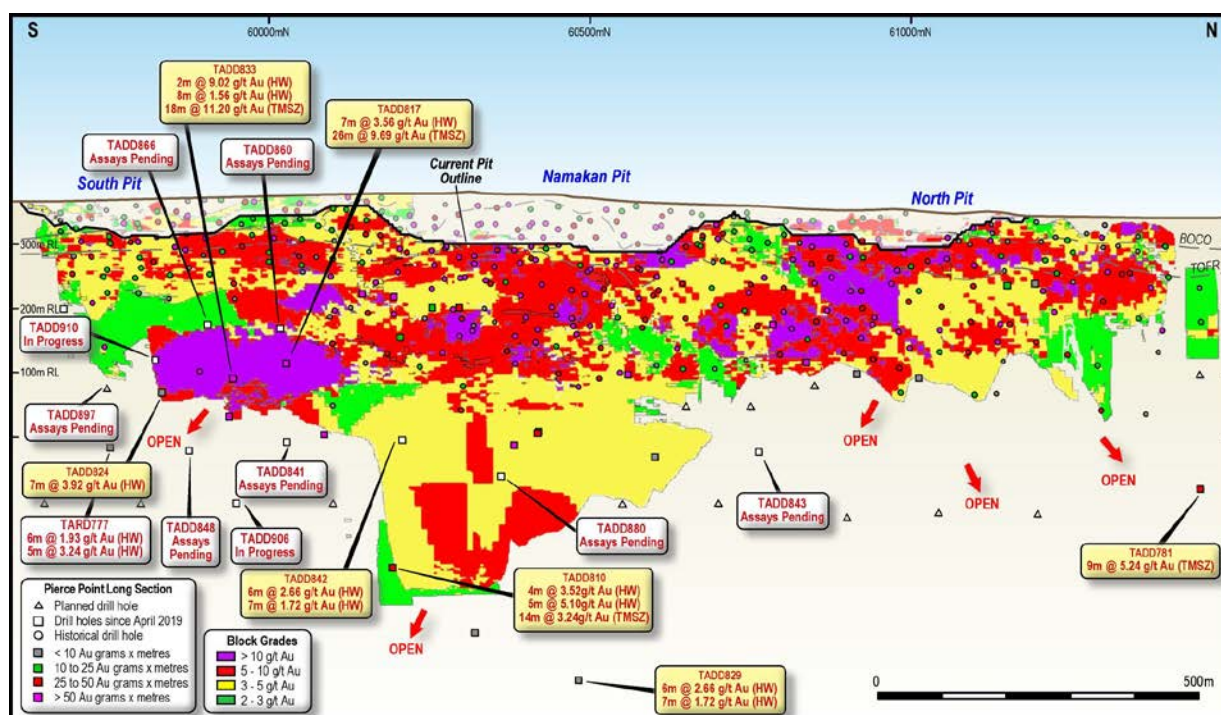 S
60000mN
60500mN
61000mN
N
TADD833
2m @ 9.02 g/t Au (HW)
8m @ 1.56 g/t Au (HW)
18m @ 11.20 g/t Au (TMSZ)
TADD817
7m @ 3.56 g/t Au (HW)
26m @ 9.69 g/t Au (TMSZ)
TADD866
Assays Pending
TADD860
Assays Pending
South Pit
Current Pit
Outline
Namakan Pit
North Pit
300m RL
BOCO
TOFR
200m RL
TADD910
In Progress
100m RL
TADD897
Assays Pending
OPEN
OPEN
OPEN
OPEN
TADD824
7m @ 3.92 g/t Au (HW)
TADD841
Assays Pending
TADD843
Assays Pending
TARD777
6m @ 1.93 g/t Au (HW)
5m @ 3.24 g/t Au (HW)
TADD848
Assays
Pending
TADD906
In Progress
TADD880
Assays Pending
TADD781
9m @ 5.24 g/t Au (TMSZ)
TADD842
6m @ 2.66 g/t Au (HW)
7m @ 1.72 g/t Au (HW)
TADD810
4m @ 3.52g/t Au (HW)
5m @ 5.10g/t Au (HW)
14m @ 3.24g/t Au (TMSZ)
OPEN
Pierce Point Long Section
Planned drill hole
Drill holes since April 2019
Historical drill hole
< 10 Au grams x metres
10 to 25 Au grams x metres
25 to 50 Au grams x metres
> 50 Au grams x metres
Block Grades
> 10 g/t Au
5 - 10 g/t Au
3 - 5 g/t Au
2 - 3 g/t Au
TADD829
6m @ 2.66 g/t Au (HW)
7m @ 1.72 g/t Au (HW)
0
500m